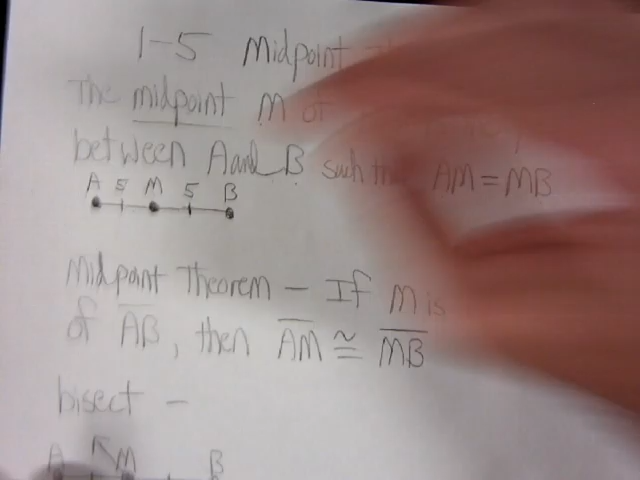 1-5 Midpoint
The midpoint M of
between A and B such AM = MB
A 5 M 5 B
Midpoint Theorem - If M is
of AB, then AM ≅ MB
bisect -
A M B